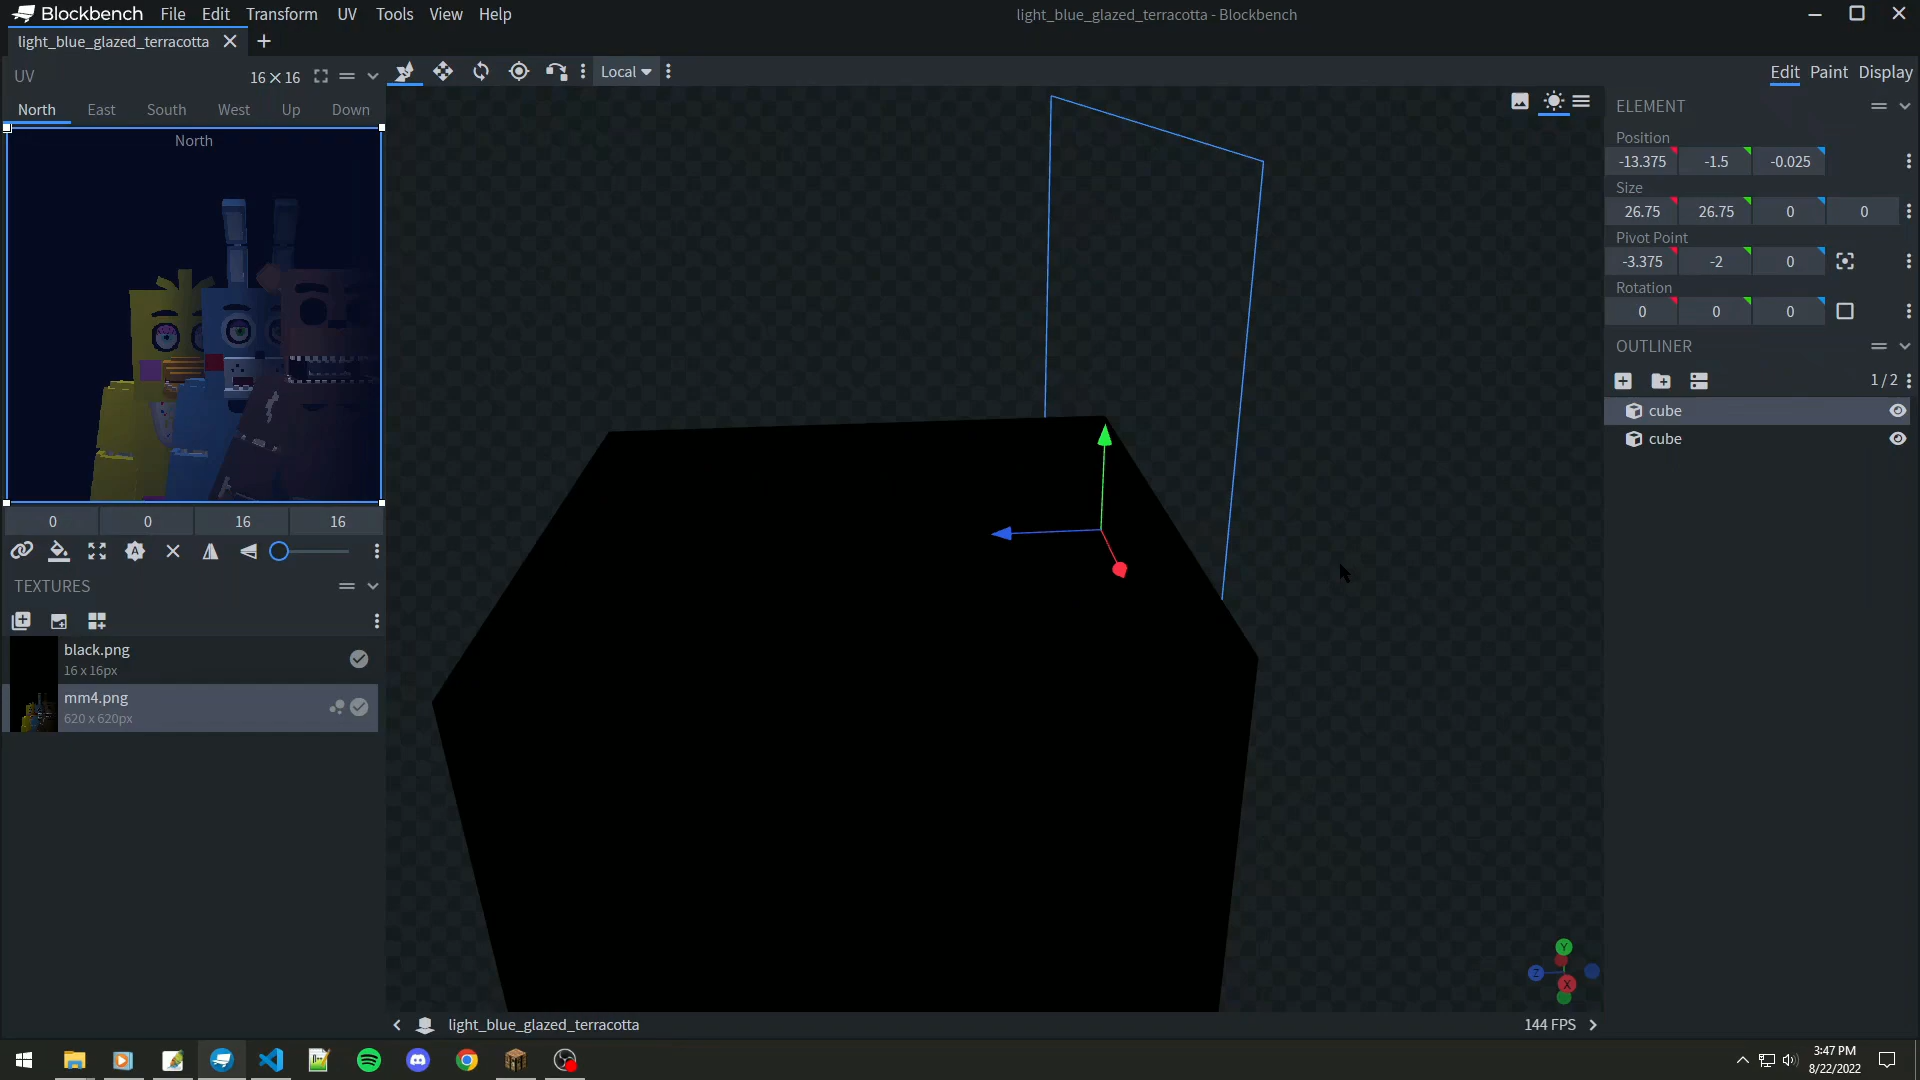 Blockbench File Edit Transform UV Tools View Help
light_blue_glazed_terracotta - Blockbench
light_blue_glazed_terracotta
UV 16×16
Local
Edit Paint Display
North East South West Up Down
North
0 0 16 16
TEXTURES
black.png
16 x 16px
mm4.png
620 x 620px
ELEMENT
Position
-13.375 -1.5 -0.025
Size
26.75 26.75 0 0
Pivot Point
-3.375 -2 0
Rotation
0 0 0
OUTLINER
1 / 2
cube
cube
Y
Z
X
light_blue_glazed_terracotta
144 FPS
3:47 PM
8/22/2022